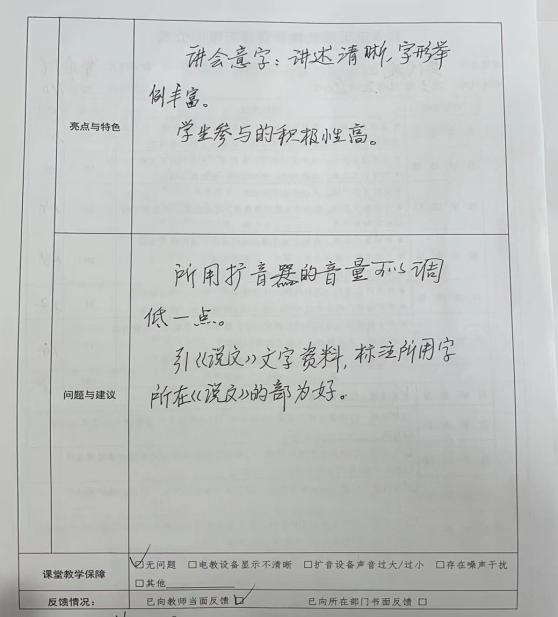 亮点与特色
讲会意字：讲述清晰，字形举
例丰富。
学生参与的积极性高。
问题与建议
所用扩音器的音量可以调
低一点。
引《说文》文字资料，标注所用字
所在《说文》的部为好。
课堂教学保障
☑无问题 □电教设备显示不清晰 □扩音设备声音过大/过小 □存在噪声干扰
□其他
反馈情况：
已向教师当面反馈☑ 已向所在部门书面反馈□